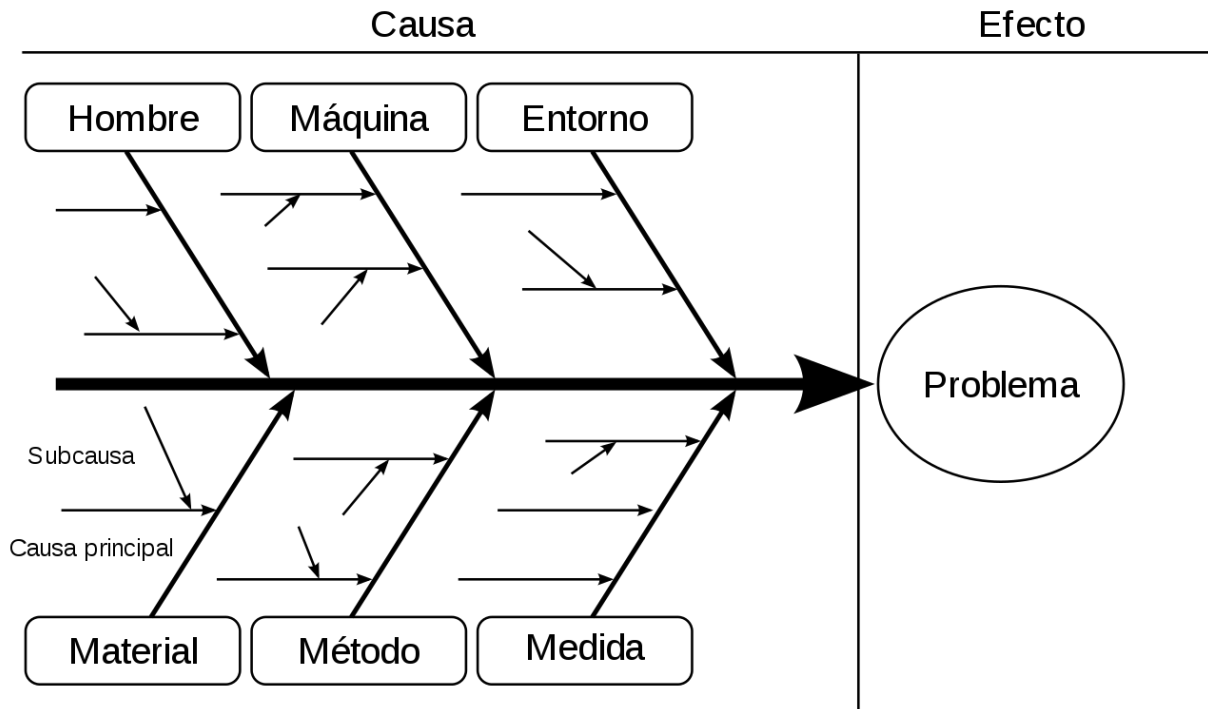 Causa
Efecto
Hombre
Máquina
Entorno
Problema
Subcausa
Causa principal
Material
Método
Medida